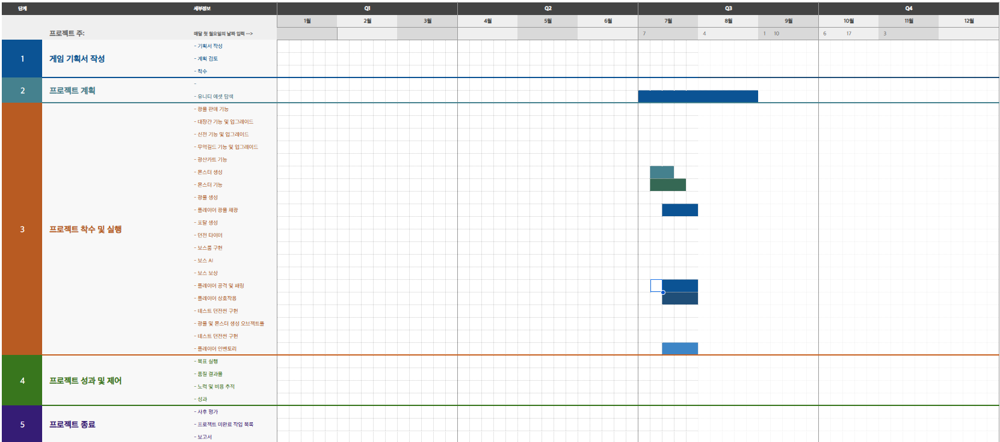 단계 세부정보 Q1 Q2 Q3 Q4
1월 2월 3월 4월 5월 6월 7월 8월 9월 10월 11월 12월
프로젝트 주: 매달 첫 월요일의 날짜 입력 --> 7 4 1 10 6 17 3
- 기획서 작성
1 게임 기획서 작성 - 계획 검토
- 착수
-
2 프로젝트 계획
- 유니티 에셋 탐색
- 광물 판매 기능
- 대장간 기능 및 업그레이드
- 신전 기능 및 업그레이드
- 무역길드 기능 및 업그레이드
- 광산카트 기능
- 몬스터 생성
- 몬스터 기능
- 광물 생성
- 플레이어 광물 채광
- 포탈 생성
3 프로젝트 착수 및 실행 - 던전 타이머
- 보스룸 구현
- 보스 AI
- 보스 보상
- 플레이어 공격 및 패링
- 플레이어 상호작용
- 테스트 던전씬 구현
- 광물 및 몬스터 생성 오브젝트풀
- 테스트 던전씬 구현
- 플레이어 인벤토리
- 목표 실행
- 품질 결과물
4 프로젝트 성과 및 제어
- 노력 및 비용 추적
- 성과
- 사후 평가
5 프로젝트 종료 - 프로젝트 미완료 작업 목록
- 보고서